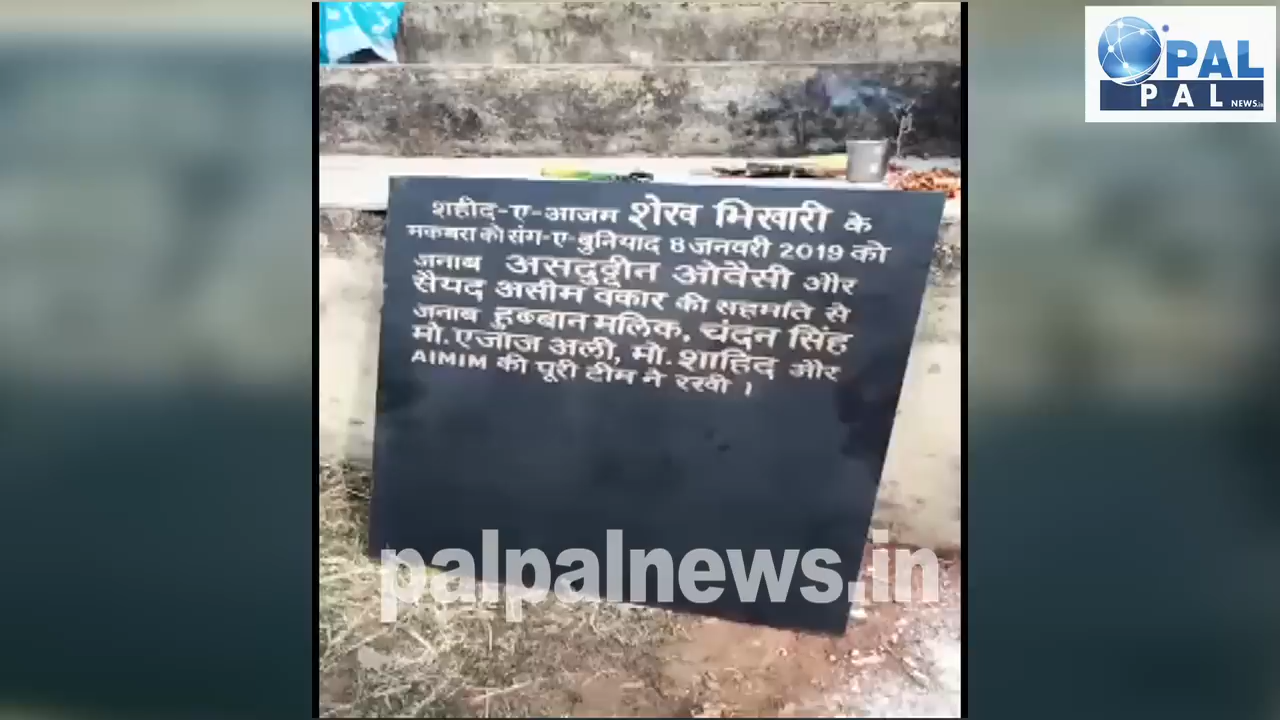 PAL
PAL NEWS.in
शहीद-ए-आजम शेख भिखारी के
मकबरा को संग-ए-बुनियाद 8 जनवरी 2019 को
जनाब असदुद्दीन ओवैसी और
सैयद असीम वकार की सहमति से
जनाब हुब्बान मलिक, चंदन सिंह
मो. एजाज अली, मो. शाहिद और
AIMIM की पूरी टीम ने रखी ।
palpalnews.in